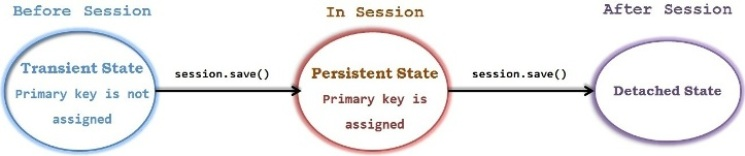 Before Session
In Session
After Session
Transient State
Primary key is not
assigned
session.save()
Persistent State
Primary key is
assigned
session.save()
Detached State